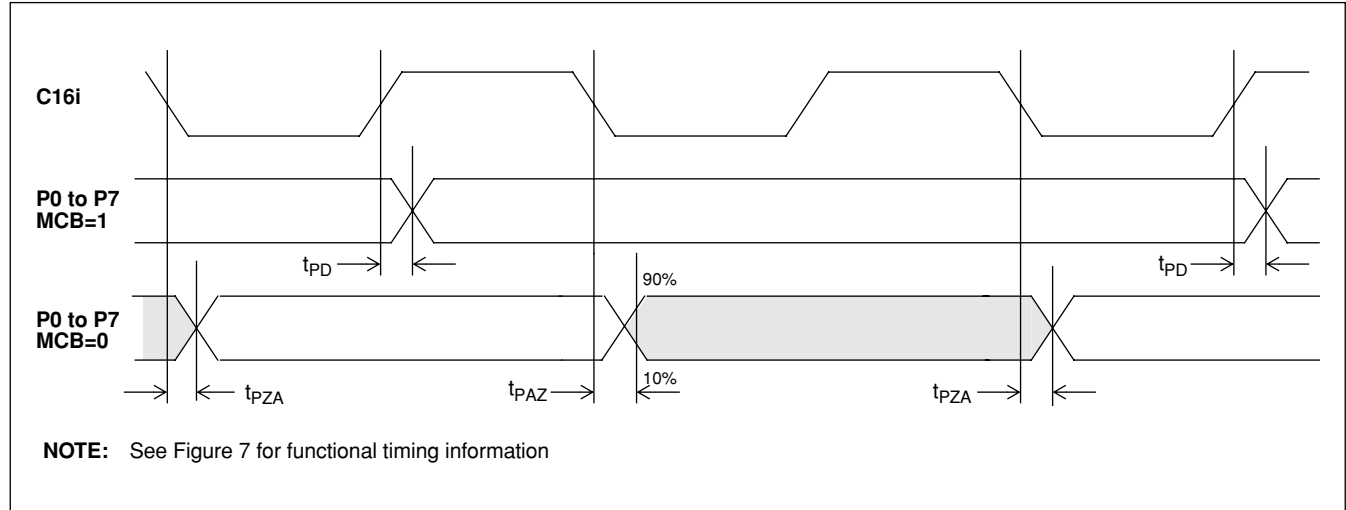 C16i
P0 to P7
MCB=1
tPD
tPD
90%
P0 to P7
MCB=0
10%
tPZA
tPAZ
tPZA
NOTE: See Figure 7 for functional timing information